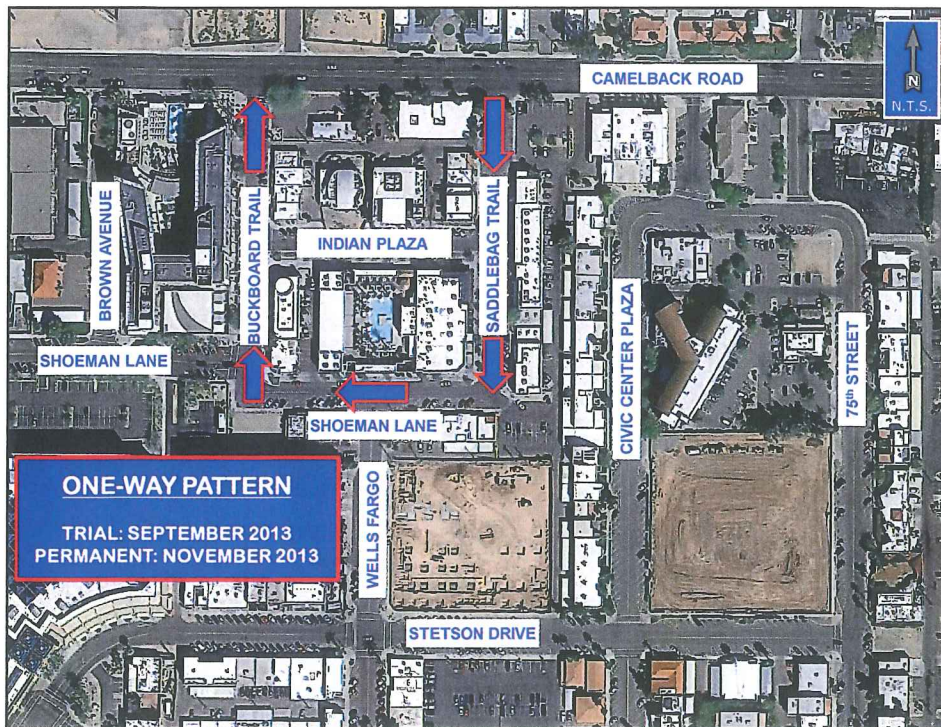 CAMELBACK ROAD
N
N.T.S.
BROWN AVENUE
BUCKBOARD TRAIL
INDIAN PLAZA
SADDLEBAG TRAIL
SHOEMAN LANE
SHOEMAN LANE
CIVIC CENTER PLAZA
75th STREET
ONE-WAY PATTERN
TRIAL: SEPTEMBER 2013
PERMANENT: NOVEMBER 2013
WELLS FARGO
STETSON DRIVE